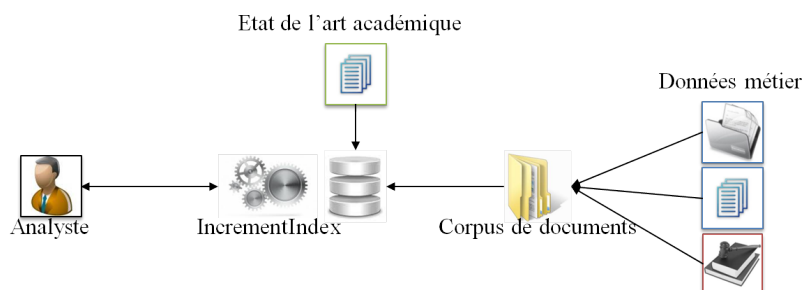 Etat de l’art académique
Données métier
Analyste
IncrementIndex
Corpus de documents